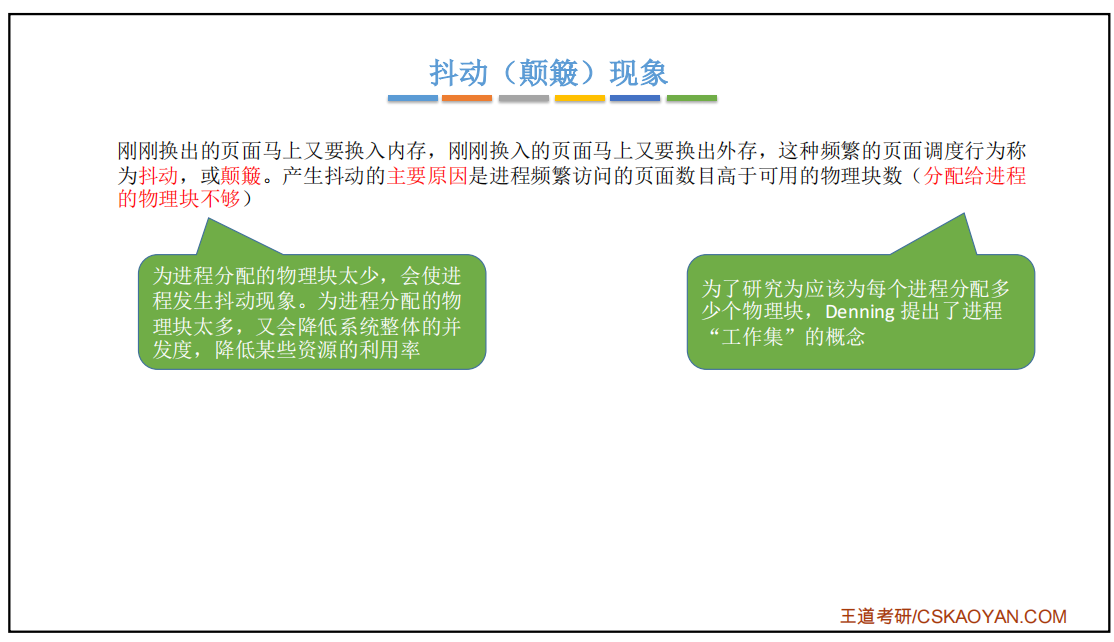 抖动（颠簸）现象
刚刚换出的页面马上又要换入内存，刚刚换入的页面马上又要换出外存，这种频繁的页面调度行为称
为抖动，或颠簸。产生抖动的主要原因是进程频繁访问的页面数目高于可用的物理块数（分配给进程
的物理块不够）
为进程分配的物理块太少，会使进
程发生抖动现象。为进程分配的物
理块太多，又会降低系统整体的并
发度，降低某些资源的利用率
为了研究为应该为每个进程分配多
少个物理块，Denning 提出了进程
“工作集”的概念
王道考研/CSKAOYAN.COM